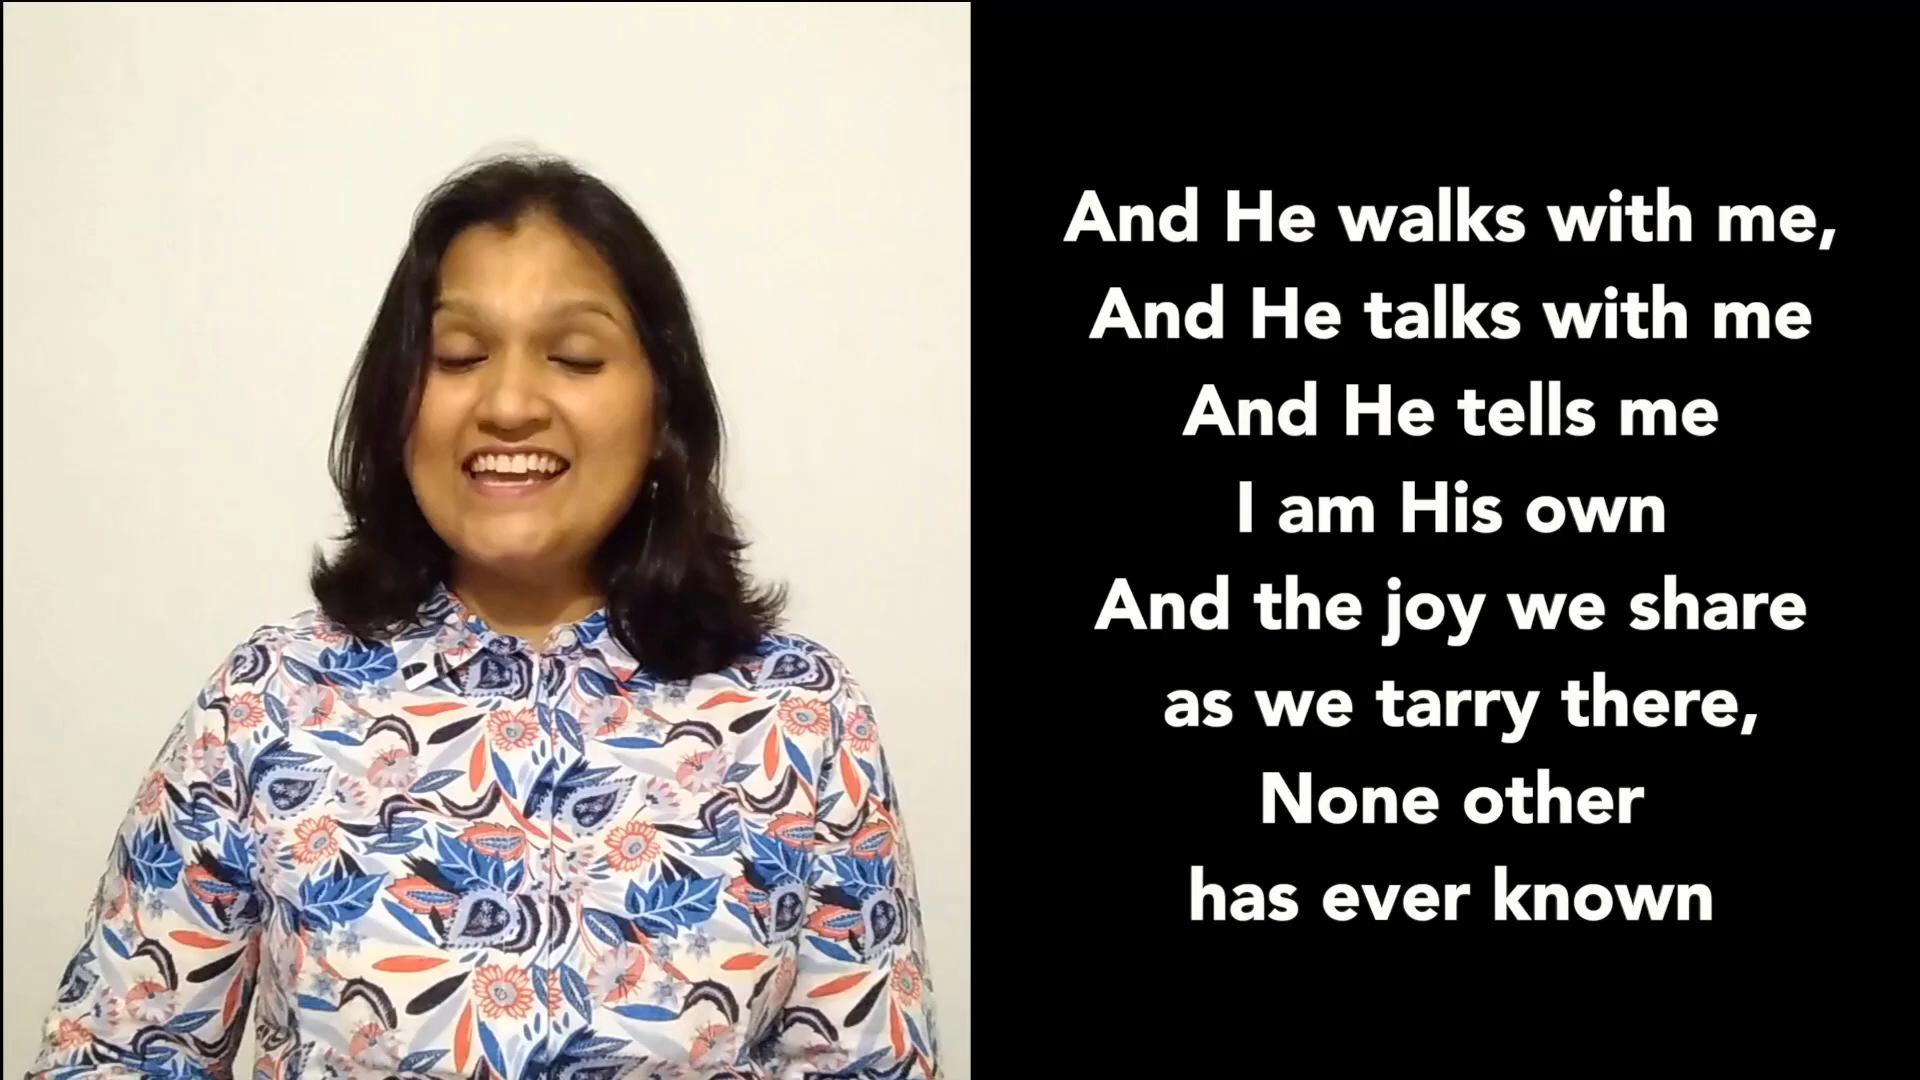 And He walks with me,
And He talks with me
And He tells me
I am His own
And the joy we share
as we tarry there,
None other
has ever known